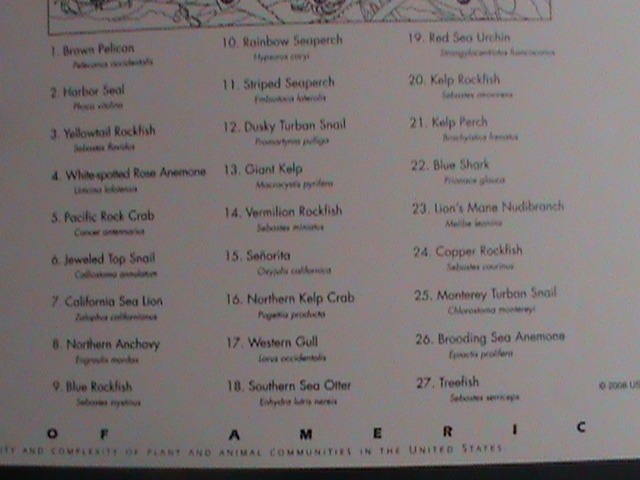 1. Brown Pelican
Pelecanus occidentalis
2. Harbor Seal
Phoca vitulina
3. Yellowtail Rockfish
Sebastes flavidus
4. White-spotted Rose Anemone
Urticina lofotensis
5. Pacific Rock Crab
Cancer antennarius
6. Jeweled Top Snail
Calliostoma annulatum
7 California Sea Lion
Zalophus californianus
8. Northern Anchovy
Engraulis mordax
9. Blue Rockfish
Sebastes mystinus
10. Rainbow Seaperch
Hypsurus caryi
11. Striped Seaperch
Embiotoca lateralis
12. Dusky Turban Snail
Promartynia pulligo
13. Giant Kelp
Macrocystis pyrifera
14. Vermilion Rockfish
Sebastes miniatus
15. Señorita
Oxyjulis californica
16. Northern Kelp Crab
Pugettia producta
17. Western Gull
Larus occidentalis
18. Southern Sea Otter
Enhydra lutris nereis
19. Red Sea Urchin
Strongylocentrotus franciscanus
20. Kelp Rockfish
Sebastes atrovirens
21. Kelp Perch
Brachyistius frenatus
22. Blue Shark
Prionace glauca
23. Lion's Mane Nudibranch
Melibe leonina
24. Copper Rockfish
Sebastes caurinus
25. Monterey Turban Snail
Chlorostoma montereyi
26. Brooding Sea Anemone
Epiactis prolifera
27. Treefish
Sebastes serriceps
© 2008 US
O F A M E R I C
ITY AND COMPLEXITY OF PLANT AND ANIMAL COMMUNITIES IN THE UNITED STATES.